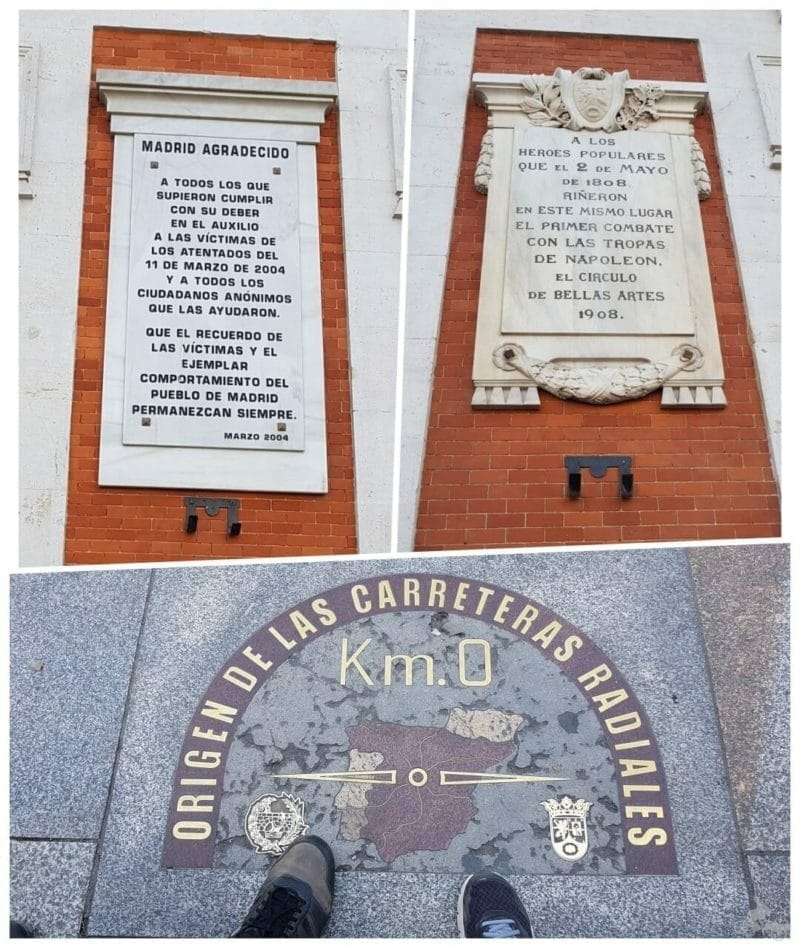 MADRID AGRADECIDO
A TODOS LOS QUE
SUPIERON CUMPLIR
CON SU DEBER
EN EL AUXILIO
A LAS VÍCTIMAS DE
LOS ATENTADOS DEL
11 DE MARZO DE 2004
Y A TODOS LOS
CIUDADANOS ANÓNIMOS
QUE LAS AYUDARON.
QUE EL RECUERDO DE
LAS VÍCTIMAS Y EL
EJEMPLAR
COMPORTAMIENTO DEL
PUEBLO DE MADRID
PERMANEZCAN SIEMPRE.
MARZO 2004
A LOS
HEROES POPULARES
QUE EL 2 DE MAYO
DE 1808
RIÑERON
EN ESTE MISMO LUGAR
EL PRIMER COMBATE
CON LAS TROPAS
DE NAPOLEON.
EL CIRCULO
DE BELLAS ARTES
1908.
ORIGEN DE LAS CARRETERAS RADIALES
Km.0